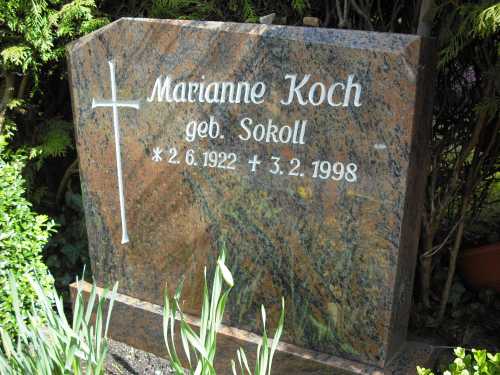 Marianne Koch
geb. Sokoll
* 2. 6. 1922 ✝ 3. 2. 1998